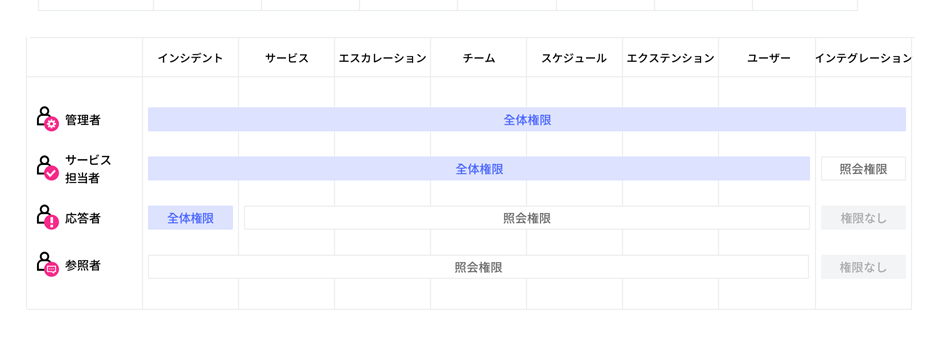 インシデント サービス エスカレーション チーム スケジュール エクステンション ユーザー インテグレーション
管理者 全体権限
サービス
担当者 全体権限 照会権限
応答者 全体権限 照会権限 権限なし
参照者 照会権限 権限なし